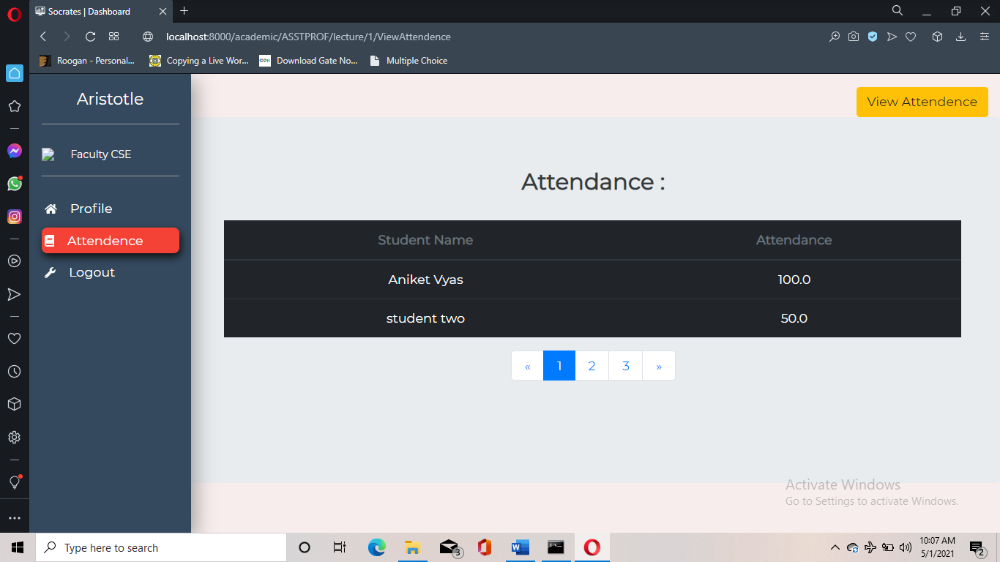 Socrates | Dashboard
localhost:8000/academic/ASSTPROF/lecture/1/ViewAttendence
Roogan - Personal...
Copying a Live Wor...
Download Gate No...
Multiple Choice
Aristotle
Faculty CSE
Profile
Attendence
Logout
View Attendence
Attendance :
Student Name Attendance
Aniket Vyas 100.0
student two 50.0
« 1 2 3 »
Activate Windows
Go to Settings to activate Windows.
Type here to search
3
10:07 AM
5/1/2021
2